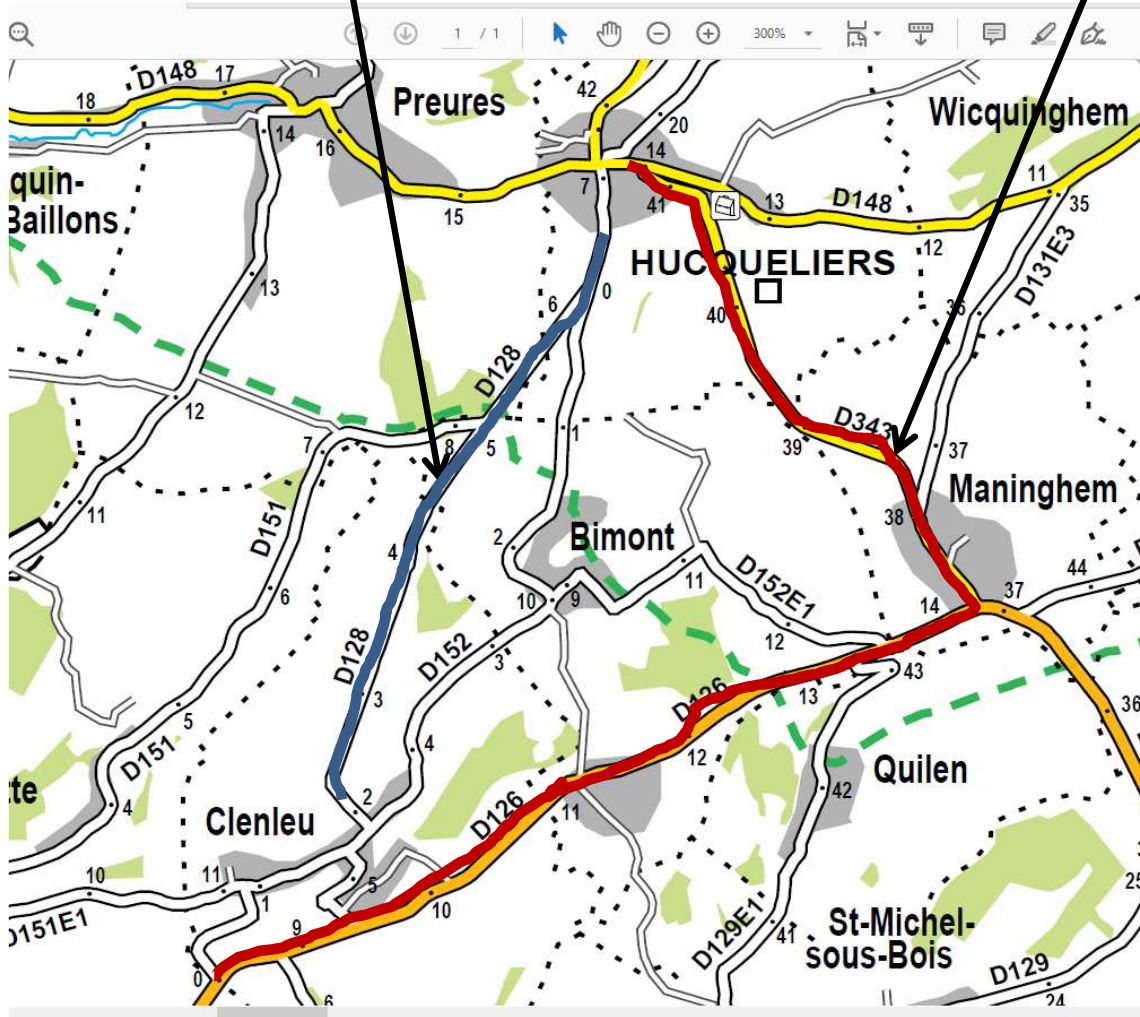 1 / 1
300%
D148
17
18
Preures
42
20
Wicquinghem
14
16
14
7
41
13
D148
11
35
quin-
Baillons
15
12
HUCQUELIERS
D131E3
13
6
0
40
36
D128
12
D343
39
7
8
5
1
37
Maninghem
11
D151
4
2
Bimont
38
11
D152E1
44
6
10
9
12
14
37
D128
D152
3
43
3
5
D126
13
36
D151
4
12
Quilen
tte
4
2
D126
11
42
Clenleu
10
11
1
5
10
25
D151E1
9
D129E1
41
St-Michel-
sous-Bois
0
6
D129
24